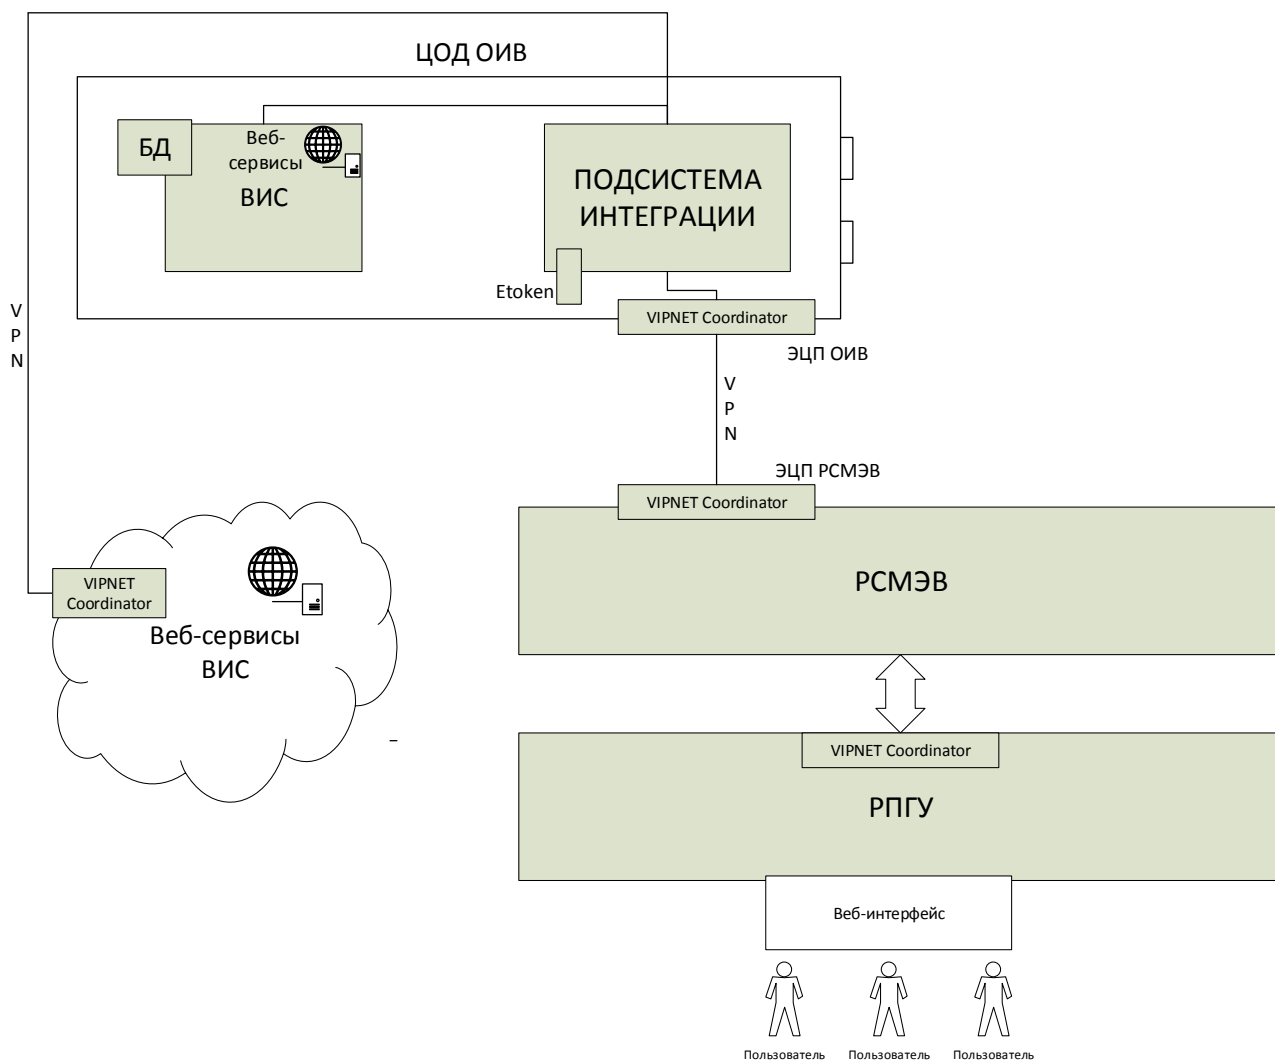 ЦОД ОИВ
БД
Веб-
сервисы
ВИС
ПОДСИСТЕМА
ИНТЕГРАЦИИ
Etoken
VIPNET Coordinator
ЭЦП ОИВ
V
P
N
V
P
N
ЭЦП РСМЭВ
VIPNET Coordinator
РСМЭВ
VIPNET
Coordinator
Веб-сервисы
ВИС
–
VIPNET Coordinator
РПГУ
Веб-интерфейс
Пользователь Пользователь Пользователь